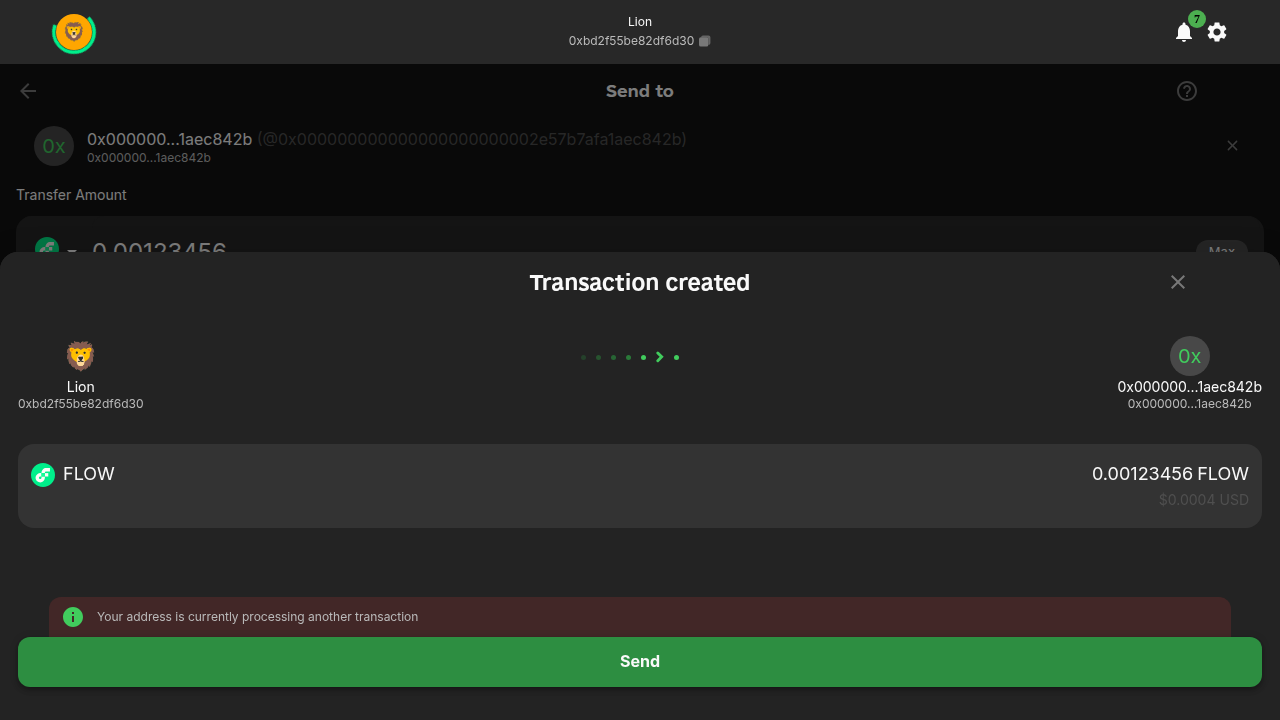 Lion
0xbd2f55be82df6d30
7
Send to
0x
0x000000...1aec842b (@0x000000000000000000000002e57b7afa1aec842b)
0x000000...1aec842b
Transfer Amount
0.00123456
Max
Transaction created
0x
Lion
0x000000...1aec842b
0xbd2f55be82df6d30
0x000000...1aec842b
FLOW
0.00123456 FLOW
$0.0004 USD
Your address is currently processing another transaction
Send